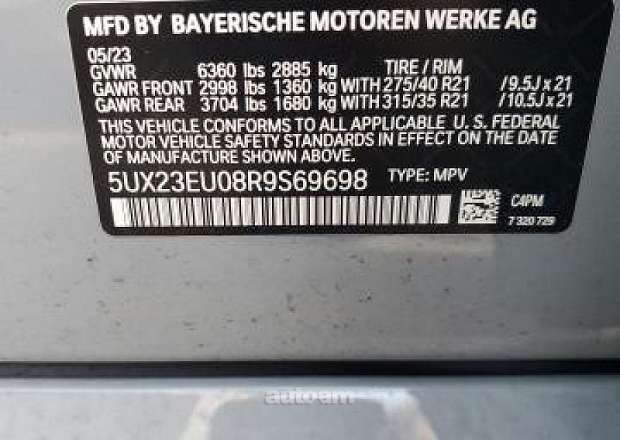 MFD BY BAYERISCHE MOTOREN WERKE AG
05/23
GVWR 6360 lbs 2885 kg TIRE / RIM
GAWR FRONT 2998 lbs 1360 kg WITH 275/40 R21 /9.5J x 21
GAWR REAR 3704 lbs 1680 kg WITH 315/35 R21 /10.5J x 21
THIS VEHICLE CONFORMS TO ALL APPLICABLE U. S. FEDERAL
MOTOR VEHICLE SAFETY STANDARDS IN EFFECT ON THE DATE
OF MANUFACTURE SHOWN ABOVE.
5UX23EU08R9S69698 TYPE: MPV
C4PM
7 320 729
auto.am